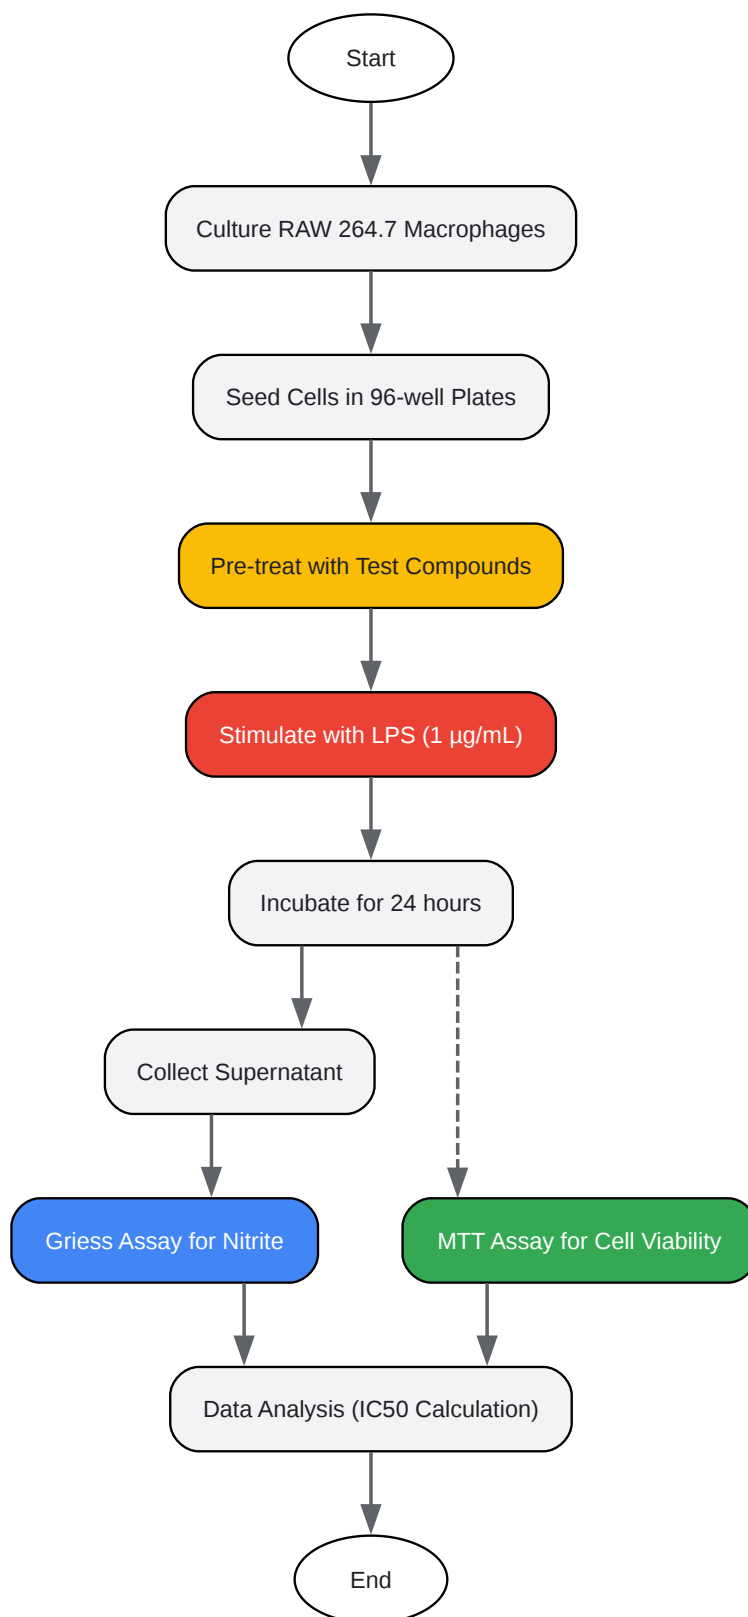 Start
Culture RAW 264.7 Macrophages
Seed Cells in 96-well Plates
Pre-treat with Test Compounds
Stimulate with LPS (1 µg/mL)
Incubate for 24 hours
Collect Supernatant
Griess Assay for Nitrite
MTT Assay for Cell Viability
Data Analysis (IC50 Calculation)
End